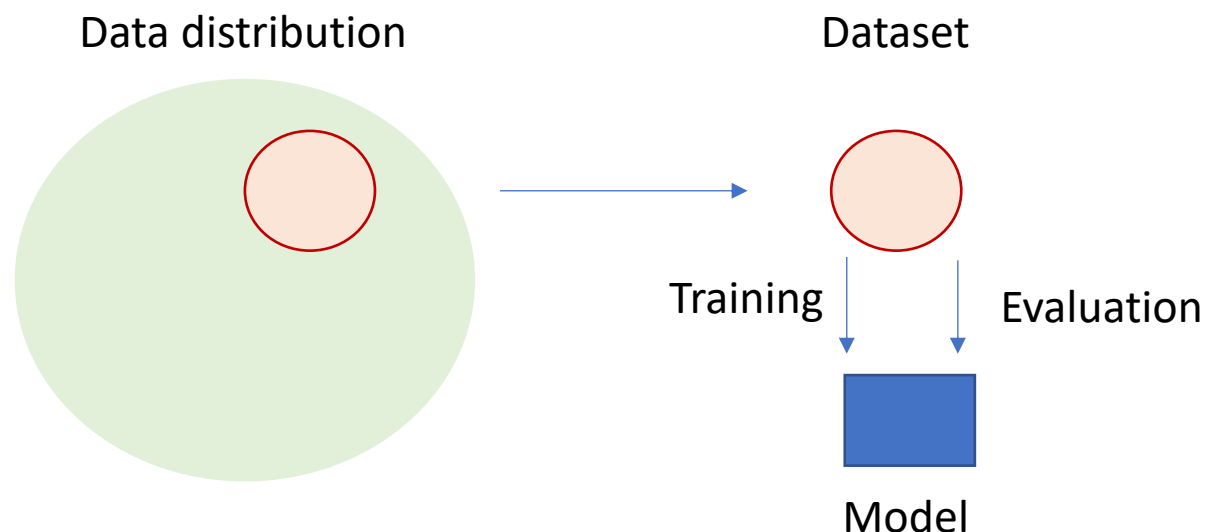 Data distribution
Dataset
Training
Evaluation
Model